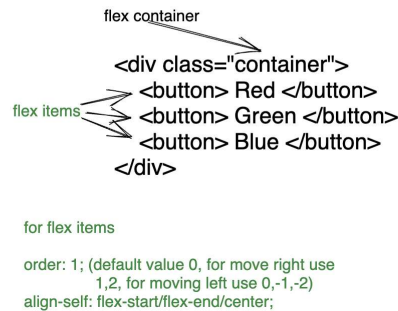 flex container
<div class="container">
<button> Red </button>
flex items
<button> Green </button>
<button> Blue </button>
</div>
for flex items
order: 1; (default value 0, for move right use
1,2, for moving left use 0,-1,-2)
align-self: flex-start/flex-end/center;